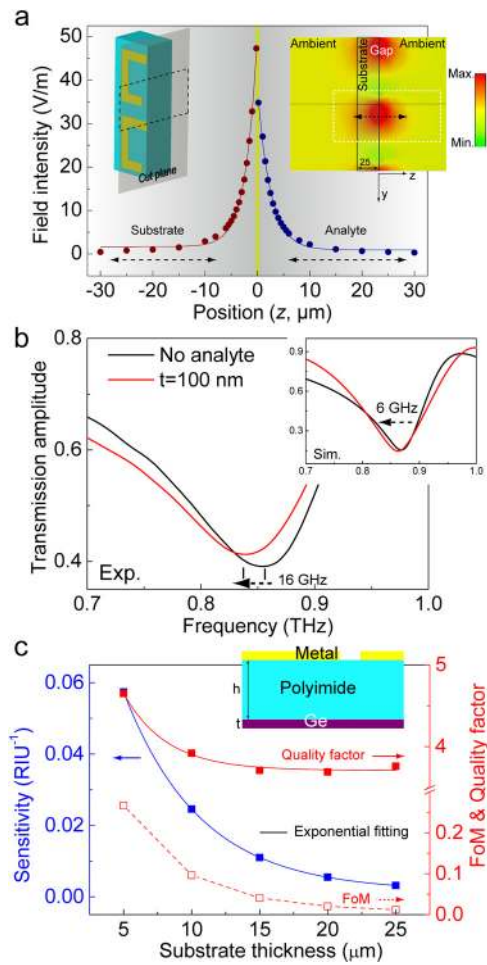 a
Field intensity (V/m)
50
40
30
20
10
0
-30 -20 -10 0 10 20 30
Position (z, µm)
Cut plane
Substrate
Analyte
Ambient
Gap
Ambient
Substrate
25
z
y
Max.
Min.
b
Transmission amplitude
0.8
0.6
0.4
0.7 0.8 0.9 1.0
Frequency (THz)
No analyte
t=100 nm
Exp.
16 GHz
0.9
0.6
0.3
6 GHz
Sim.
0.7 0.8 0.9 1.0
c
Sensitivity (RIU-1)
0.06
0.04
0.02
0.00
5 10 15 20 25
Substrate thickness (µm)
Metal
h
Polyimide
t
Ge
Quality factor
Exponential fitting
FoM
5
4
0.2
0.1
0.0
FoM & Quality factor